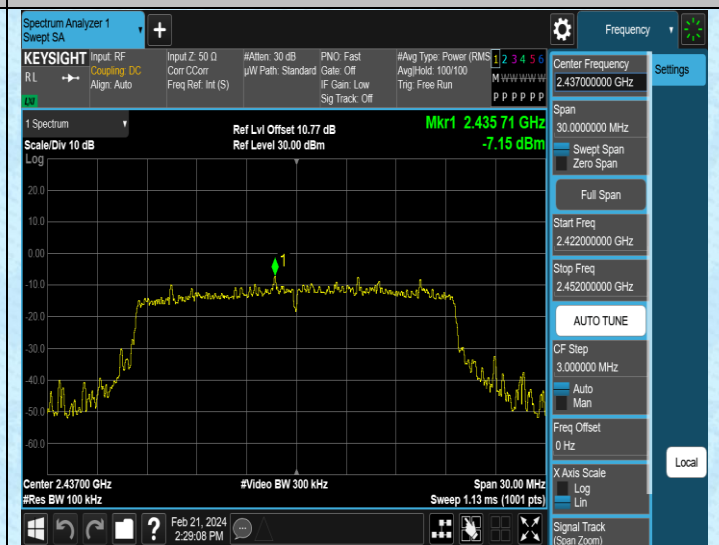 Spectrum Analyzer 1
Swept SA
Frequency
KEYSIGHT
R L
LXI
Input: RF
Coupling: DC
Align: Auto
Input Z: 50 Ω
Corr CCorr
Freq Ref: Int (S)
#Atten: 30 dB
µW Path: Standard
PNO: Fast
Gate: Off
IF Gain: Low
Sig Track: Off
#Avg Type: Power (RMS
Avg|Hold: 100/100
Trig: Free Run
1 2 3 4 5 6
M W W W W W
P P P P P P
Center Frequency
2.437000000 GHz
Settings
1 Spectrum
Scale/Div 10 dB
Log
Ref Lvl Offset 10.77 dB
Ref Level 30.00 dBm
Mkr1 2.435 71 GHz
-7.15 dBm
20.0
10.0
0.00
-10.0
-20.0
-30.0
-40.0
-50.0
-60.0
1
Span
30.0000000 MHz
Swept Span
Zero Span
Full Span
Start Freq
2.422000000 GHz
Stop Freq
2.452000000 GHz
AUTO TUNE
CF Step
3.000000 MHz
Auto
Man
Freq Offset
0 Hz
X Axis Scale
Log
Lin
Signal Track
(Span Zoom)
Local
Center 2.43700 GHz
#Res BW 100 kHz
#Video BW 300 kHz
Span 30.00 MHz
Sweep 1.13 ms (1001 pts)
?
Feb 21, 2024
2:29:08 PM